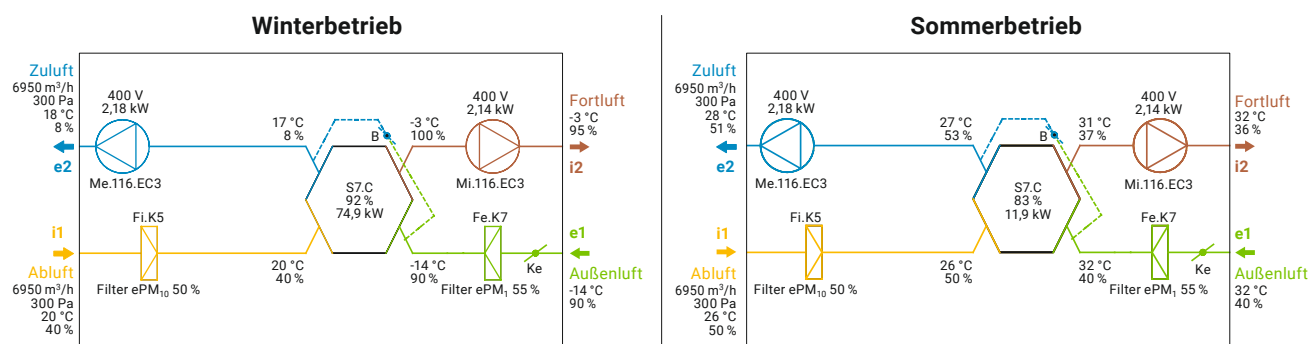 Winterbetrieb
Zuluft
6950 m³/h
300 Pa
18 °C
8 %
e2
400 V
2,18 kW
Me.116.EC3
17 °C
8 %
B
-3 °C
100 %
400 V
2,14 kW
Mi.116.EC3
Fortluft
-3 °C
95 %
i2
S7.C
92 %
74,9 kW
i1
Abluft
6950 m³/h
300 Pa
20 °C
40 %
Fi.K5
Filter ePM₁₀ 50 %
20 °C
40 %
-14 °C
90 %
Fe.K7
Filter ePM₁ 55 %
Ke
e1
Außenluft
-14 °C
90 %
Sommerbetrieb
Zuluft
6950 m³/h
300 Pa
28 °C
51 %
e2
400 V
2,18 kW
Me.116.EC3
27 °C
53 %
B
31 °C
37 %
400 V
2,14 kW
Mi.116.EC3
Fortluft
32 °C
36 %
i2
S7.C
83 %
11,9 kW
i1
Abluft
6950 m³/h
300 Pa
26 °C
50 %
Fi.K5
Filter ePM₁₀ 50 %
26 °C
50 %
32 °C
40 %
Fe.K7
Filter ePM₁ 55 %
Ke
e1
Außenluft
32 °C
40 %